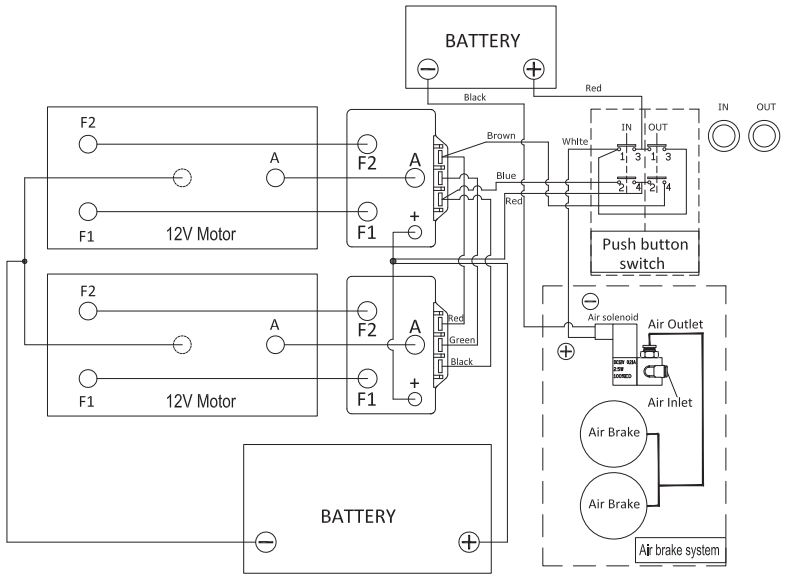 BATTERY
Black
Red
IN
OUT
F2
A
F1
12V Motor
F2
A
F1
+
Brown
Blue
Red
White
IN OUT
1 3 1 3
2 4 2 4
Push button
switch
F2
A
F1
12V Motor
F2
A
F1
+
Red
Green
Black
Air solenoid
Air Outlet
Air Inlet
Air Brake
Air Brake
Air brake system
BATTERY